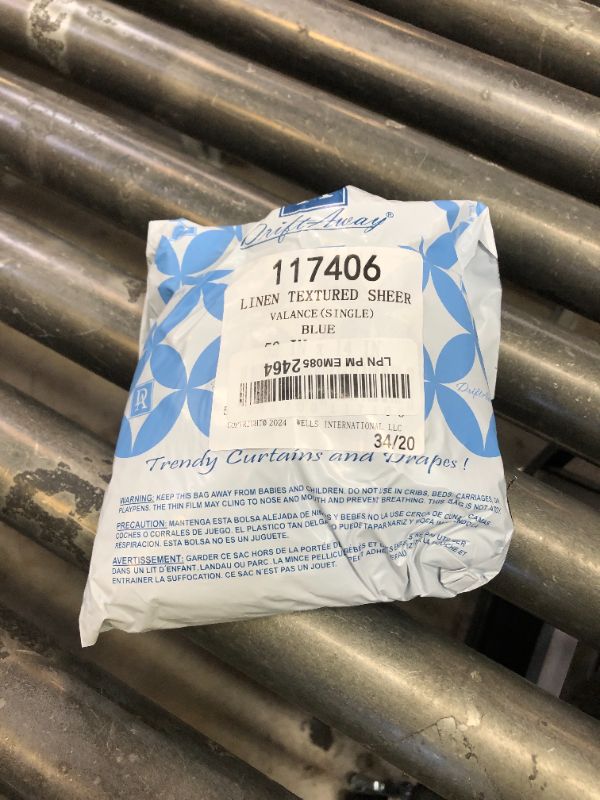 DriftAway®
117406
LINEN TEXTURED SHEER
VALANCE(SINGLE)
BLUE
LPN PM EM0852464
COPYRIGHT© 2024 WELLS INTERNATIONAL LLC
34/20
DriftAway
Trendy Curtains and Drapes!
WARNING: KEEP THIS BAG AWAY FROM BABIES AND CHILDREN. DO NOT USE IN CRIBS, BEDS, CARRIAGES, OR
PLAYPENS. THE THIN FILM MAY CLING TO NOSE AND MOUTH AND PREVENT BREATHING. THIS BAG IS NOT A TOY.
PRECAUTION: MANTENGA ESTA BOLSA ALEJADA DE Y BEBES NO LA USE CERCA DE CUNA, CAMAS,
COCHES O CORRALES DE JUEGO. EL PLASTICO TAN DELGADO PUEDE TAPAR NARIZ Y BOCA
RESPIRACION. ESTA BOLSA NO ES UN JUGUETE.
AVERTISSEMENT: GARDER CE SAC HORS DE LA PORTÉE
DANS UN LIT D'ENFANT, LANDAU OU PARC. LA MINCE
ENTRAINER LA SUFFOCATION. CE SAC N'EST PAS UN JOUET.